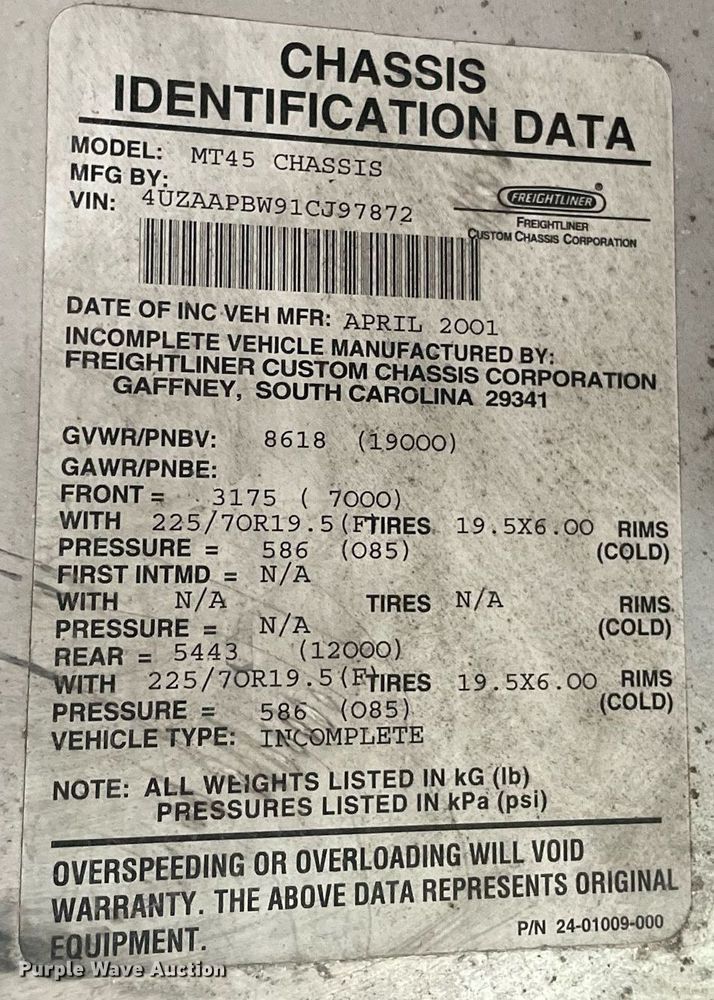 CHASSIS
IDENTIFICATION DATA
MODEL: MT45 CHASSIS
MFG BY:
VIN: 4UZAAPBW91CJ97872
FREIGHTLINER ®
FREIGHTLINER
CUSTOM CHASSIS CORPORATION
DATE OF INC VEH MFR: APRIL 2001
INCOMPLETE VEHICLE MANUFACTURED BY:
FREIGHTLINER CUSTOM CHASSIS CORPORATION
GAFFNEY, SOUTH CAROLINA 29341
GVWR/PNBV: 8618 (19000)
GAWR/PNBE:
FRONT = 3175 ( 7000)
WITH 225/70R19.5(F)TIRES 19.5X6.00 RIMS
PRESSURE = 586 (085) (COLD)
FIRST INTMD = N/A
WITH N/A TIRES N/A RIMS
PRESSURE = N/A (COLD)
REAR = 5443 (12000)
WITH 225/70R19.5(F)TIRES 19.5X6.00 RIMS
PRESSURE = 586 (085) (COLD)
VEHICLE TYPE: INCOMPLETE
NOTE: ALL WEIGHTS LISTED IN kG (lb)
PRESSURES LISTED IN kPa (psi)
OVERSPEEDING OR OVERLOADING WILL VOID
WARRANTY. THE ABOVE DATA REPRESENTS ORIGINAL
EQUIPMENT.
P/N 24-01009-000
Purple Wave Auction